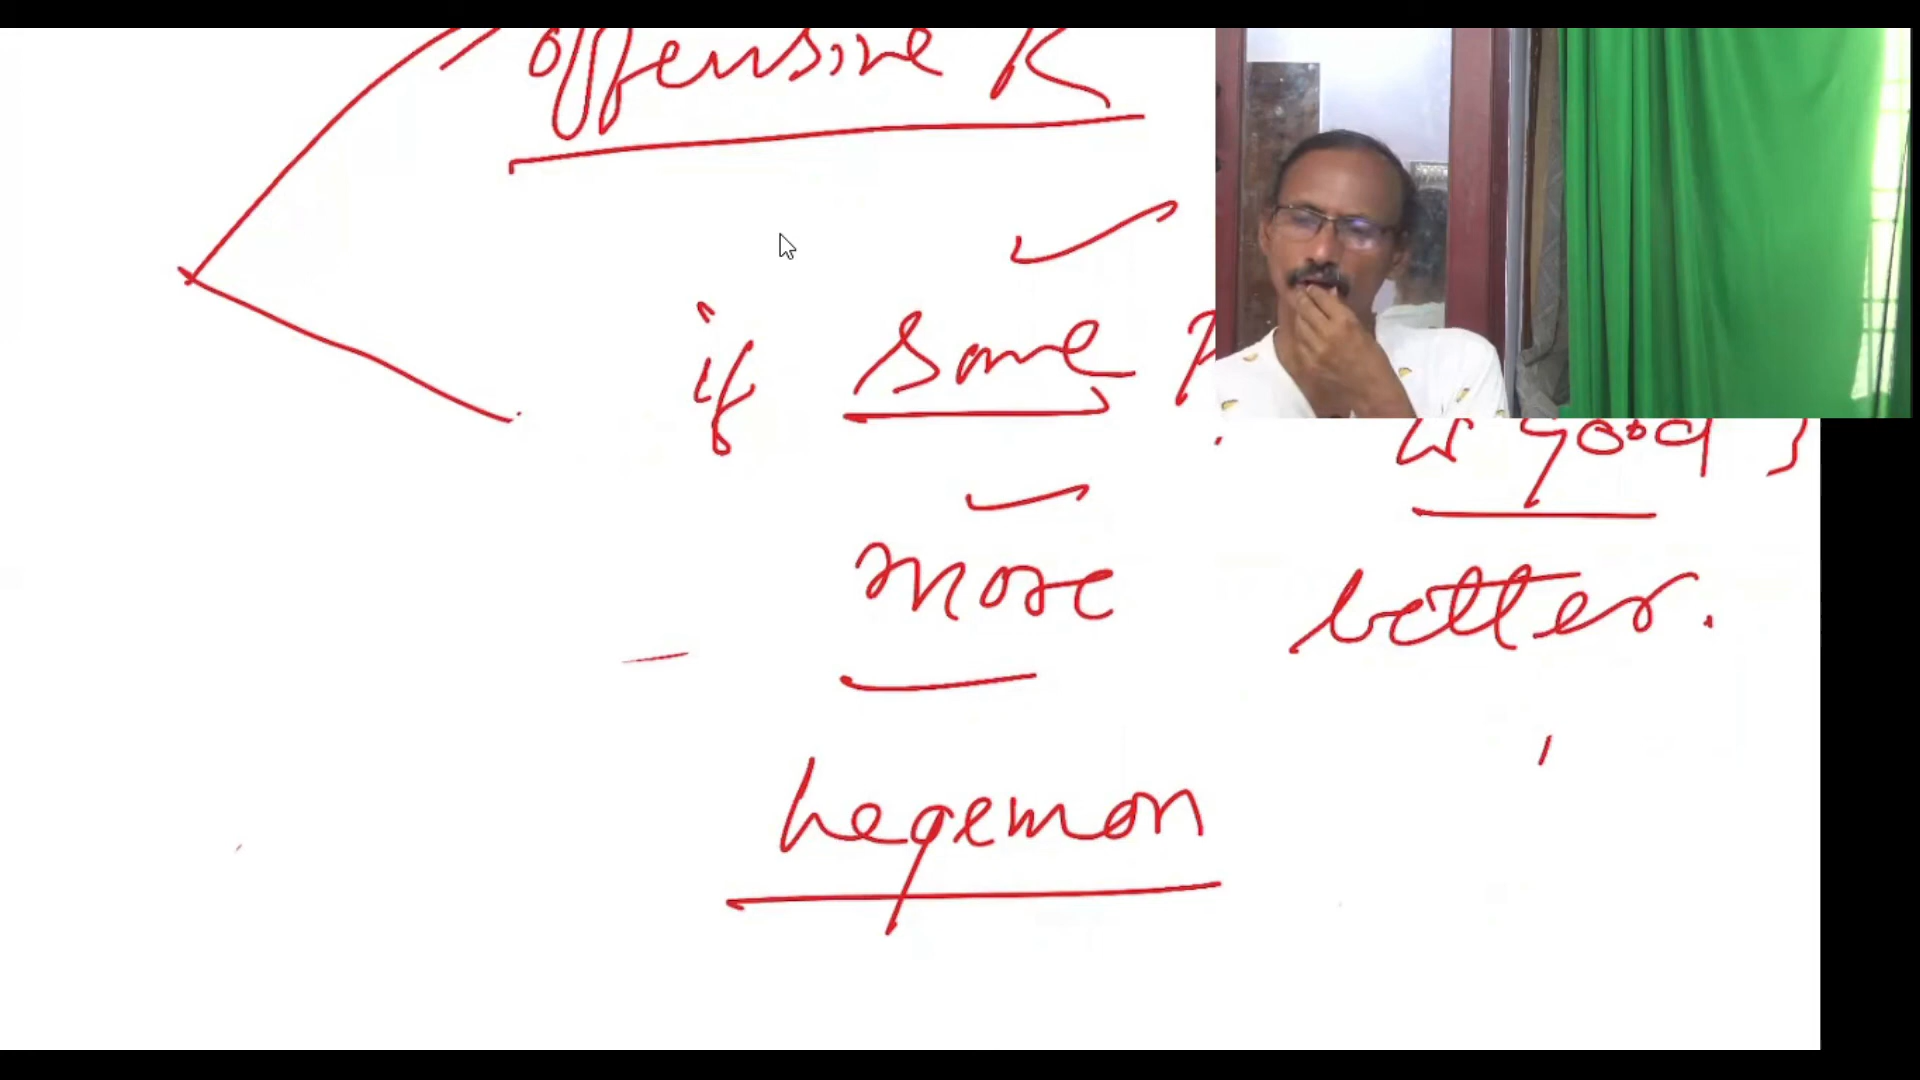 offensive R
if some P is good,
more better.
hegemon